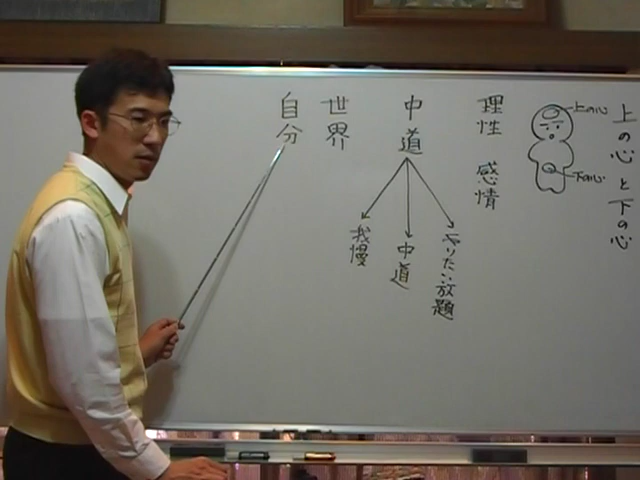 上の心と下の心
上の心
下の心
理性 感情
中道
やりたい放題
中道
我慢
世界
自分